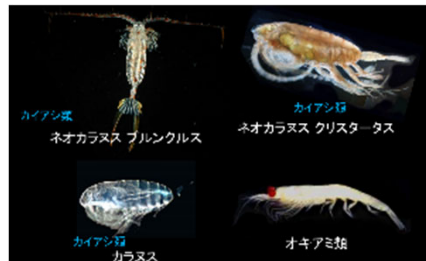 カイアシ類
ネオカラヌス プルンクルス
カイアシ類
ネオカラヌス クリスタータス
カイアシ類
カラヌス
オキアミ類